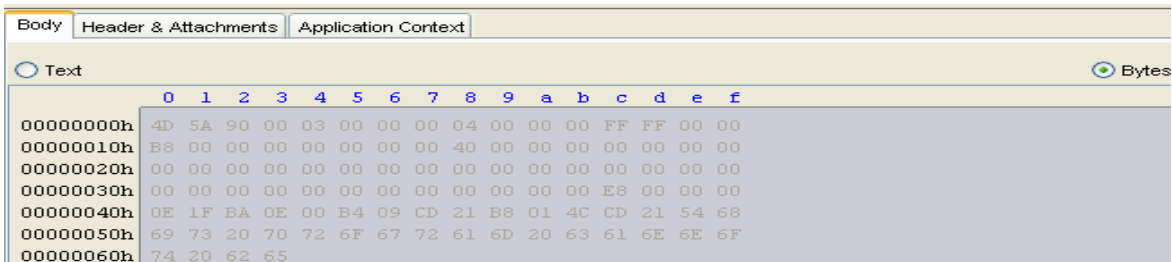 Body Header & Attachments Application Context
Text Bytes
0 1 2 3 4 5 6 7 8 9 a b c d e f
00000000h 4D 5A 90 00 03 00 00 00 04 00 00 00 FF FF 00 00
00000010h B8 00 00 00 00 00 00 00 40 00 00 00 00 00 00 00
00000020h 00 00 00 00 00 00 00 00 00 00 00 00 00 00 00 00
00000030h 00 00 00 00 00 00 00 00 00 00 00 00 E8 00 00 00
00000040h 0E 1F BA 0E 00 B4 09 CD 21 B8 01 4C CD 21 54 68
00000050h 69 73 20 70 72 6F 67 72 61 6D 20 63 61 6E 6E 6F
00000060h 74 20 62 65